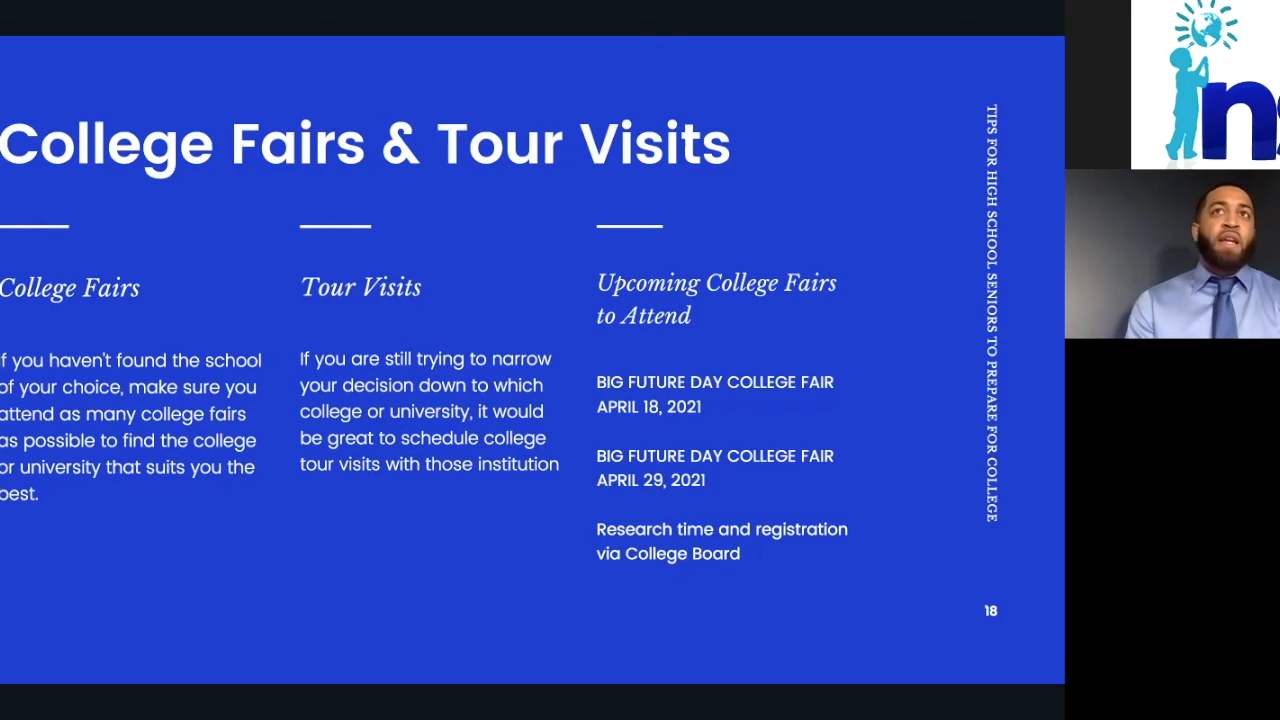 College Fairs & Tour Visits
College Fairs
If you haven't found the school
of your choice, make sure you
attend as many college fairs
as possible to find the college
or university that suits you the
best.
Tour Visits
If you are still trying to narrow
your decision down to which
college or university, it would
be great to schedule college
tour visits with those institution
Upcoming College Fairs
to Attend
BIG FUTURE DAY COLLEGE FAIR
APRIL 18, 2021
BIG FUTURE DAY COLLEGE FAIR
APRIL 29, 2021
Research time and registration
via College Board
TIPS FOR HIGH SCHOOL SENIORS TO PREPARE FOR COLLEGE
18